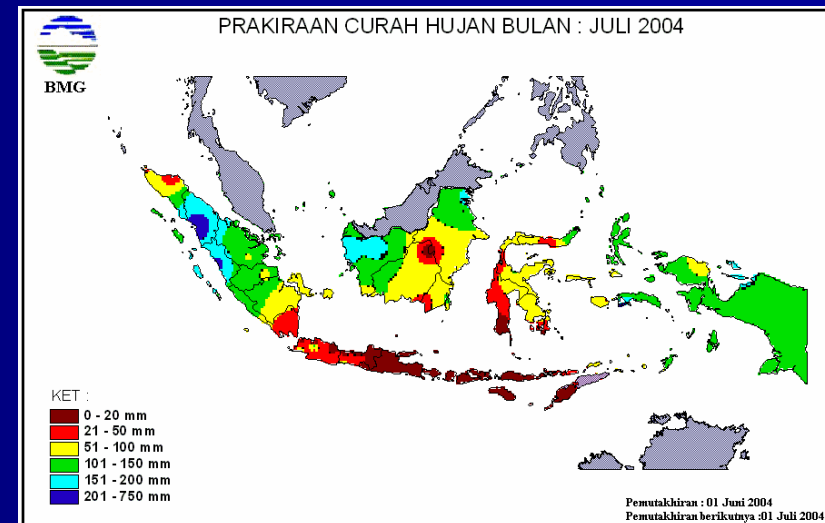 PRAKIRAAN CURAH HUJAN BULAN : JULI 2004
BMG
KET :
0 - 20 mm
21 - 50 mm
51 - 100 mm
101 - 150 mm
151 - 200 mm
201 - 750 mm
Pemutakhiran : 01 Juni 2004
Pemutakhiran berikutnya :01 Juli 2004